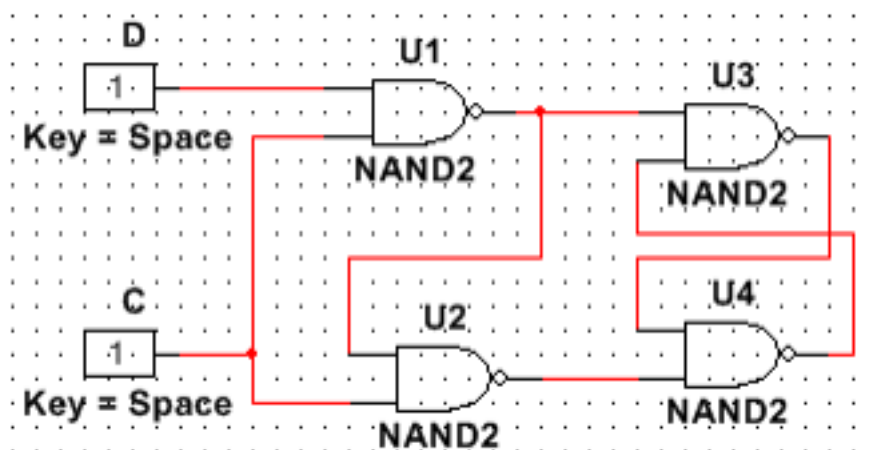 D
1
Key = Space
U1
NAND2
U3
NAND2
C
1
Key = Space
U2
NAND2
U4
NAND2